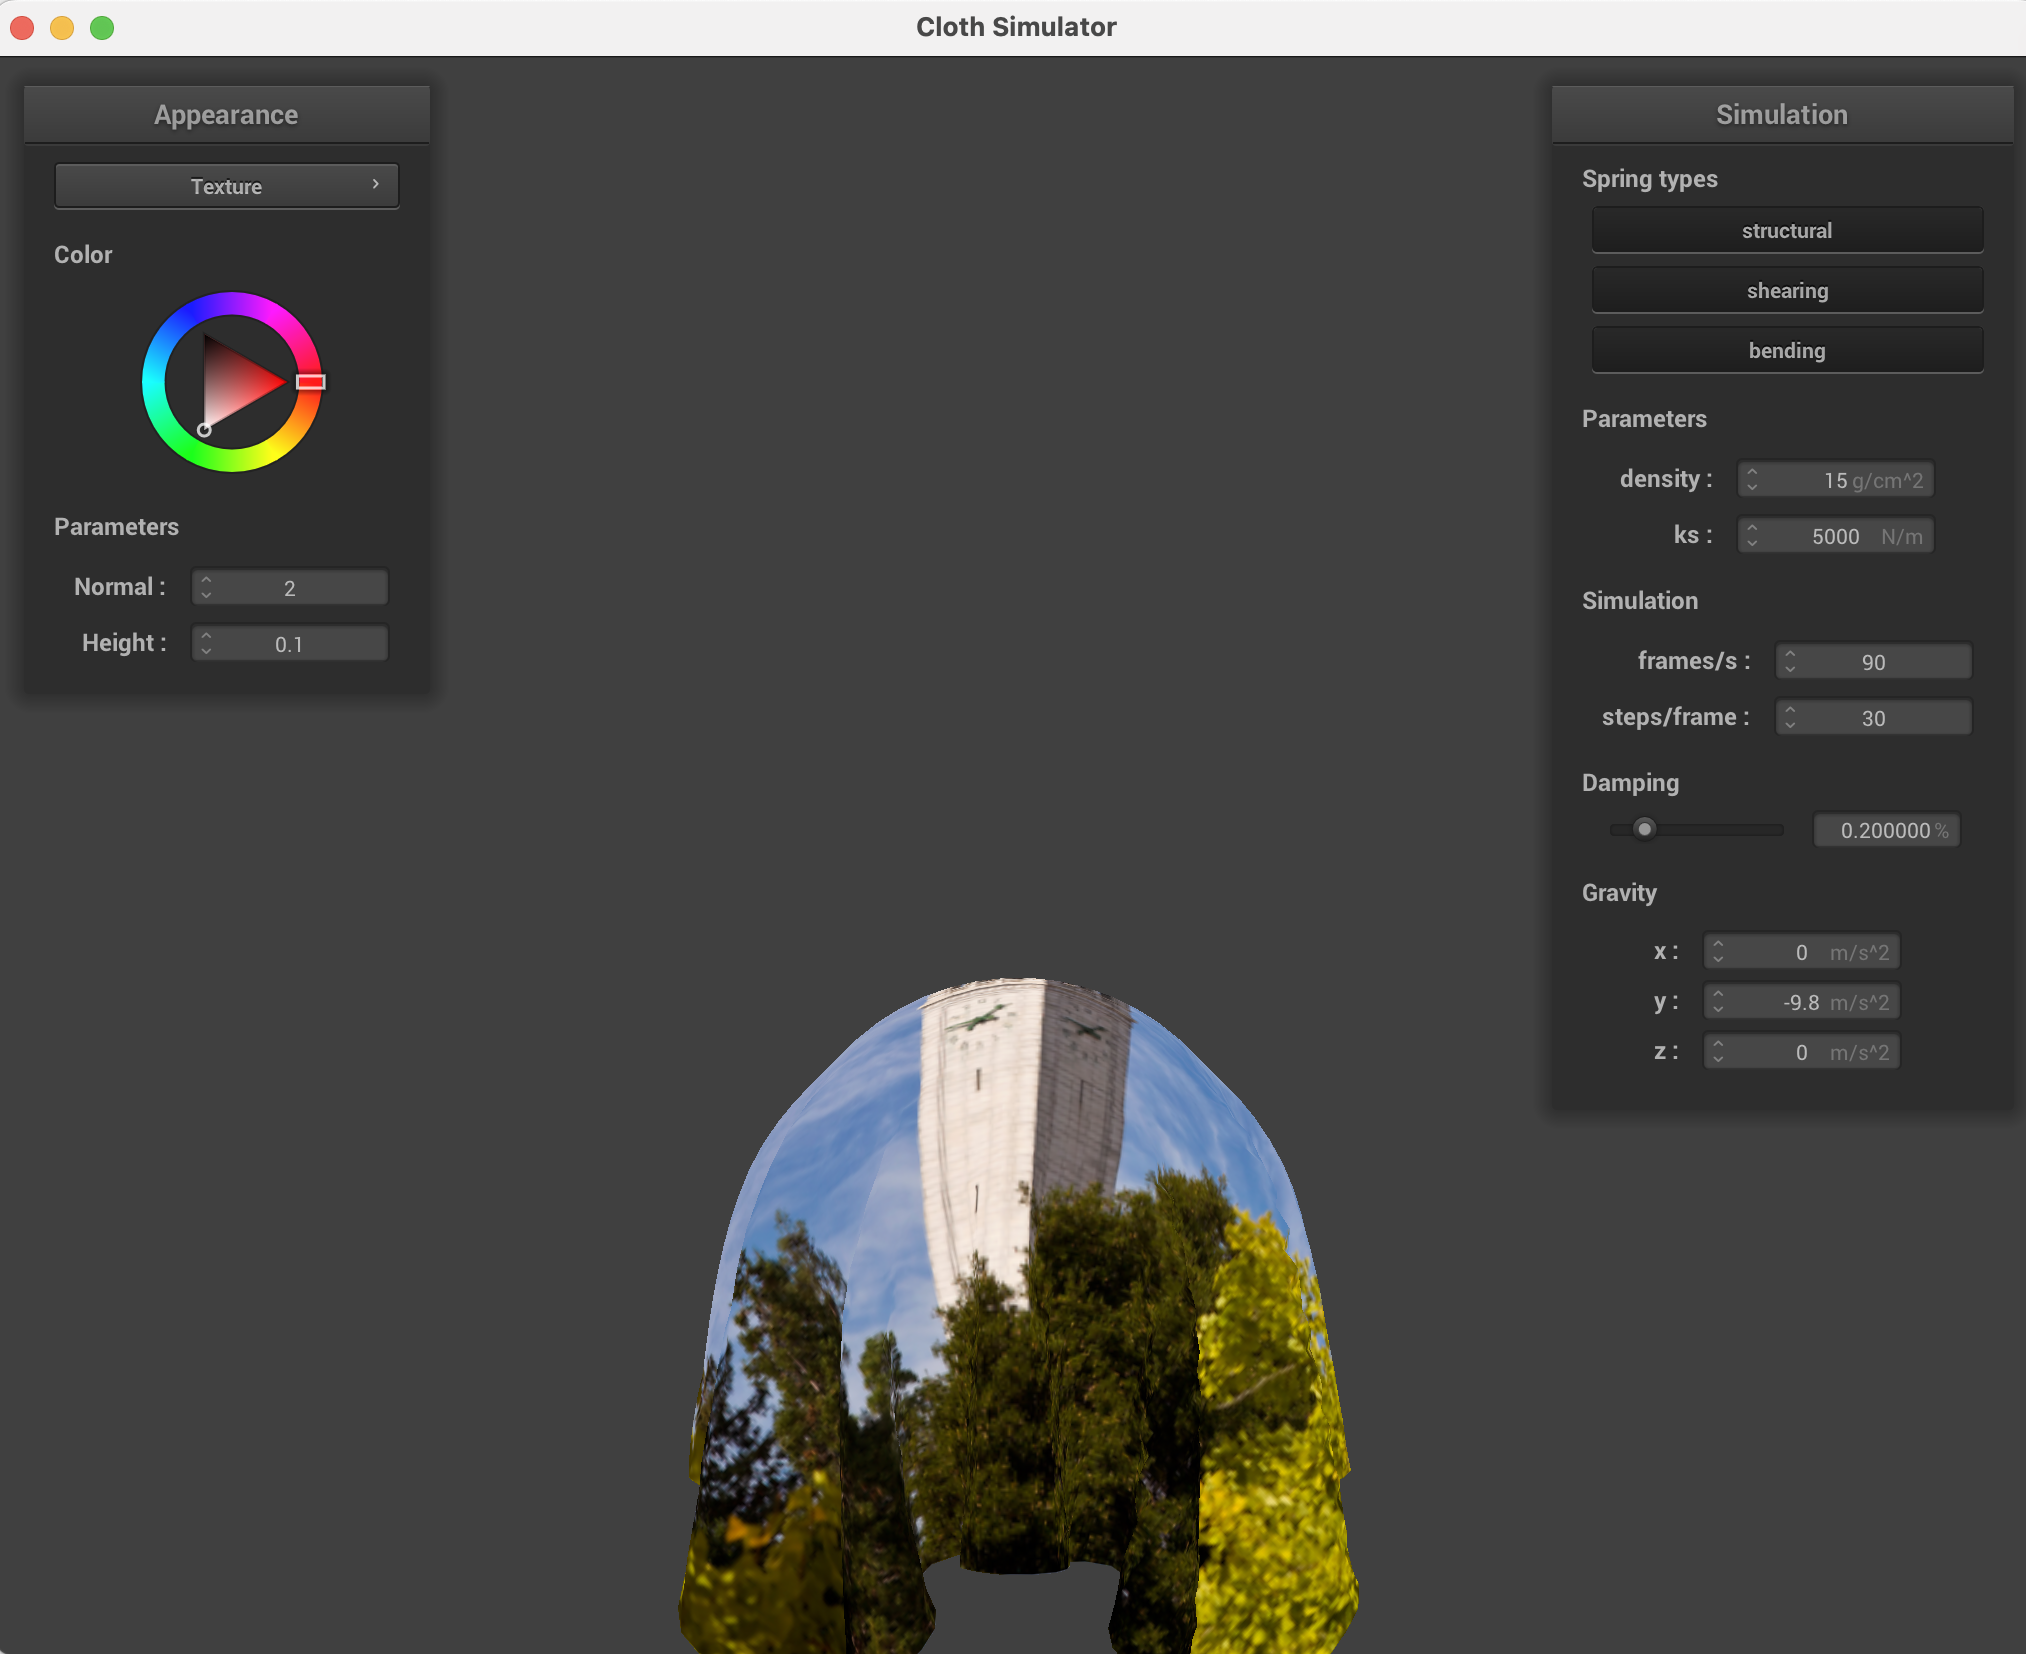 Cloth Simulator
Appearance
Texture
Color
Parameters
Normal : 2
Height : 0.1
Simulation
Spring types
structural
shearing
bending
Parameters
density : 15 g/cm^2
ks : 5000 N/m
Simulation
frames/s : 90
steps/frame : 30
Damping
0.200000 %
Gravity
x : 0 m/s^2
y : -9.8 m/s^2
z : 0 m/s^2